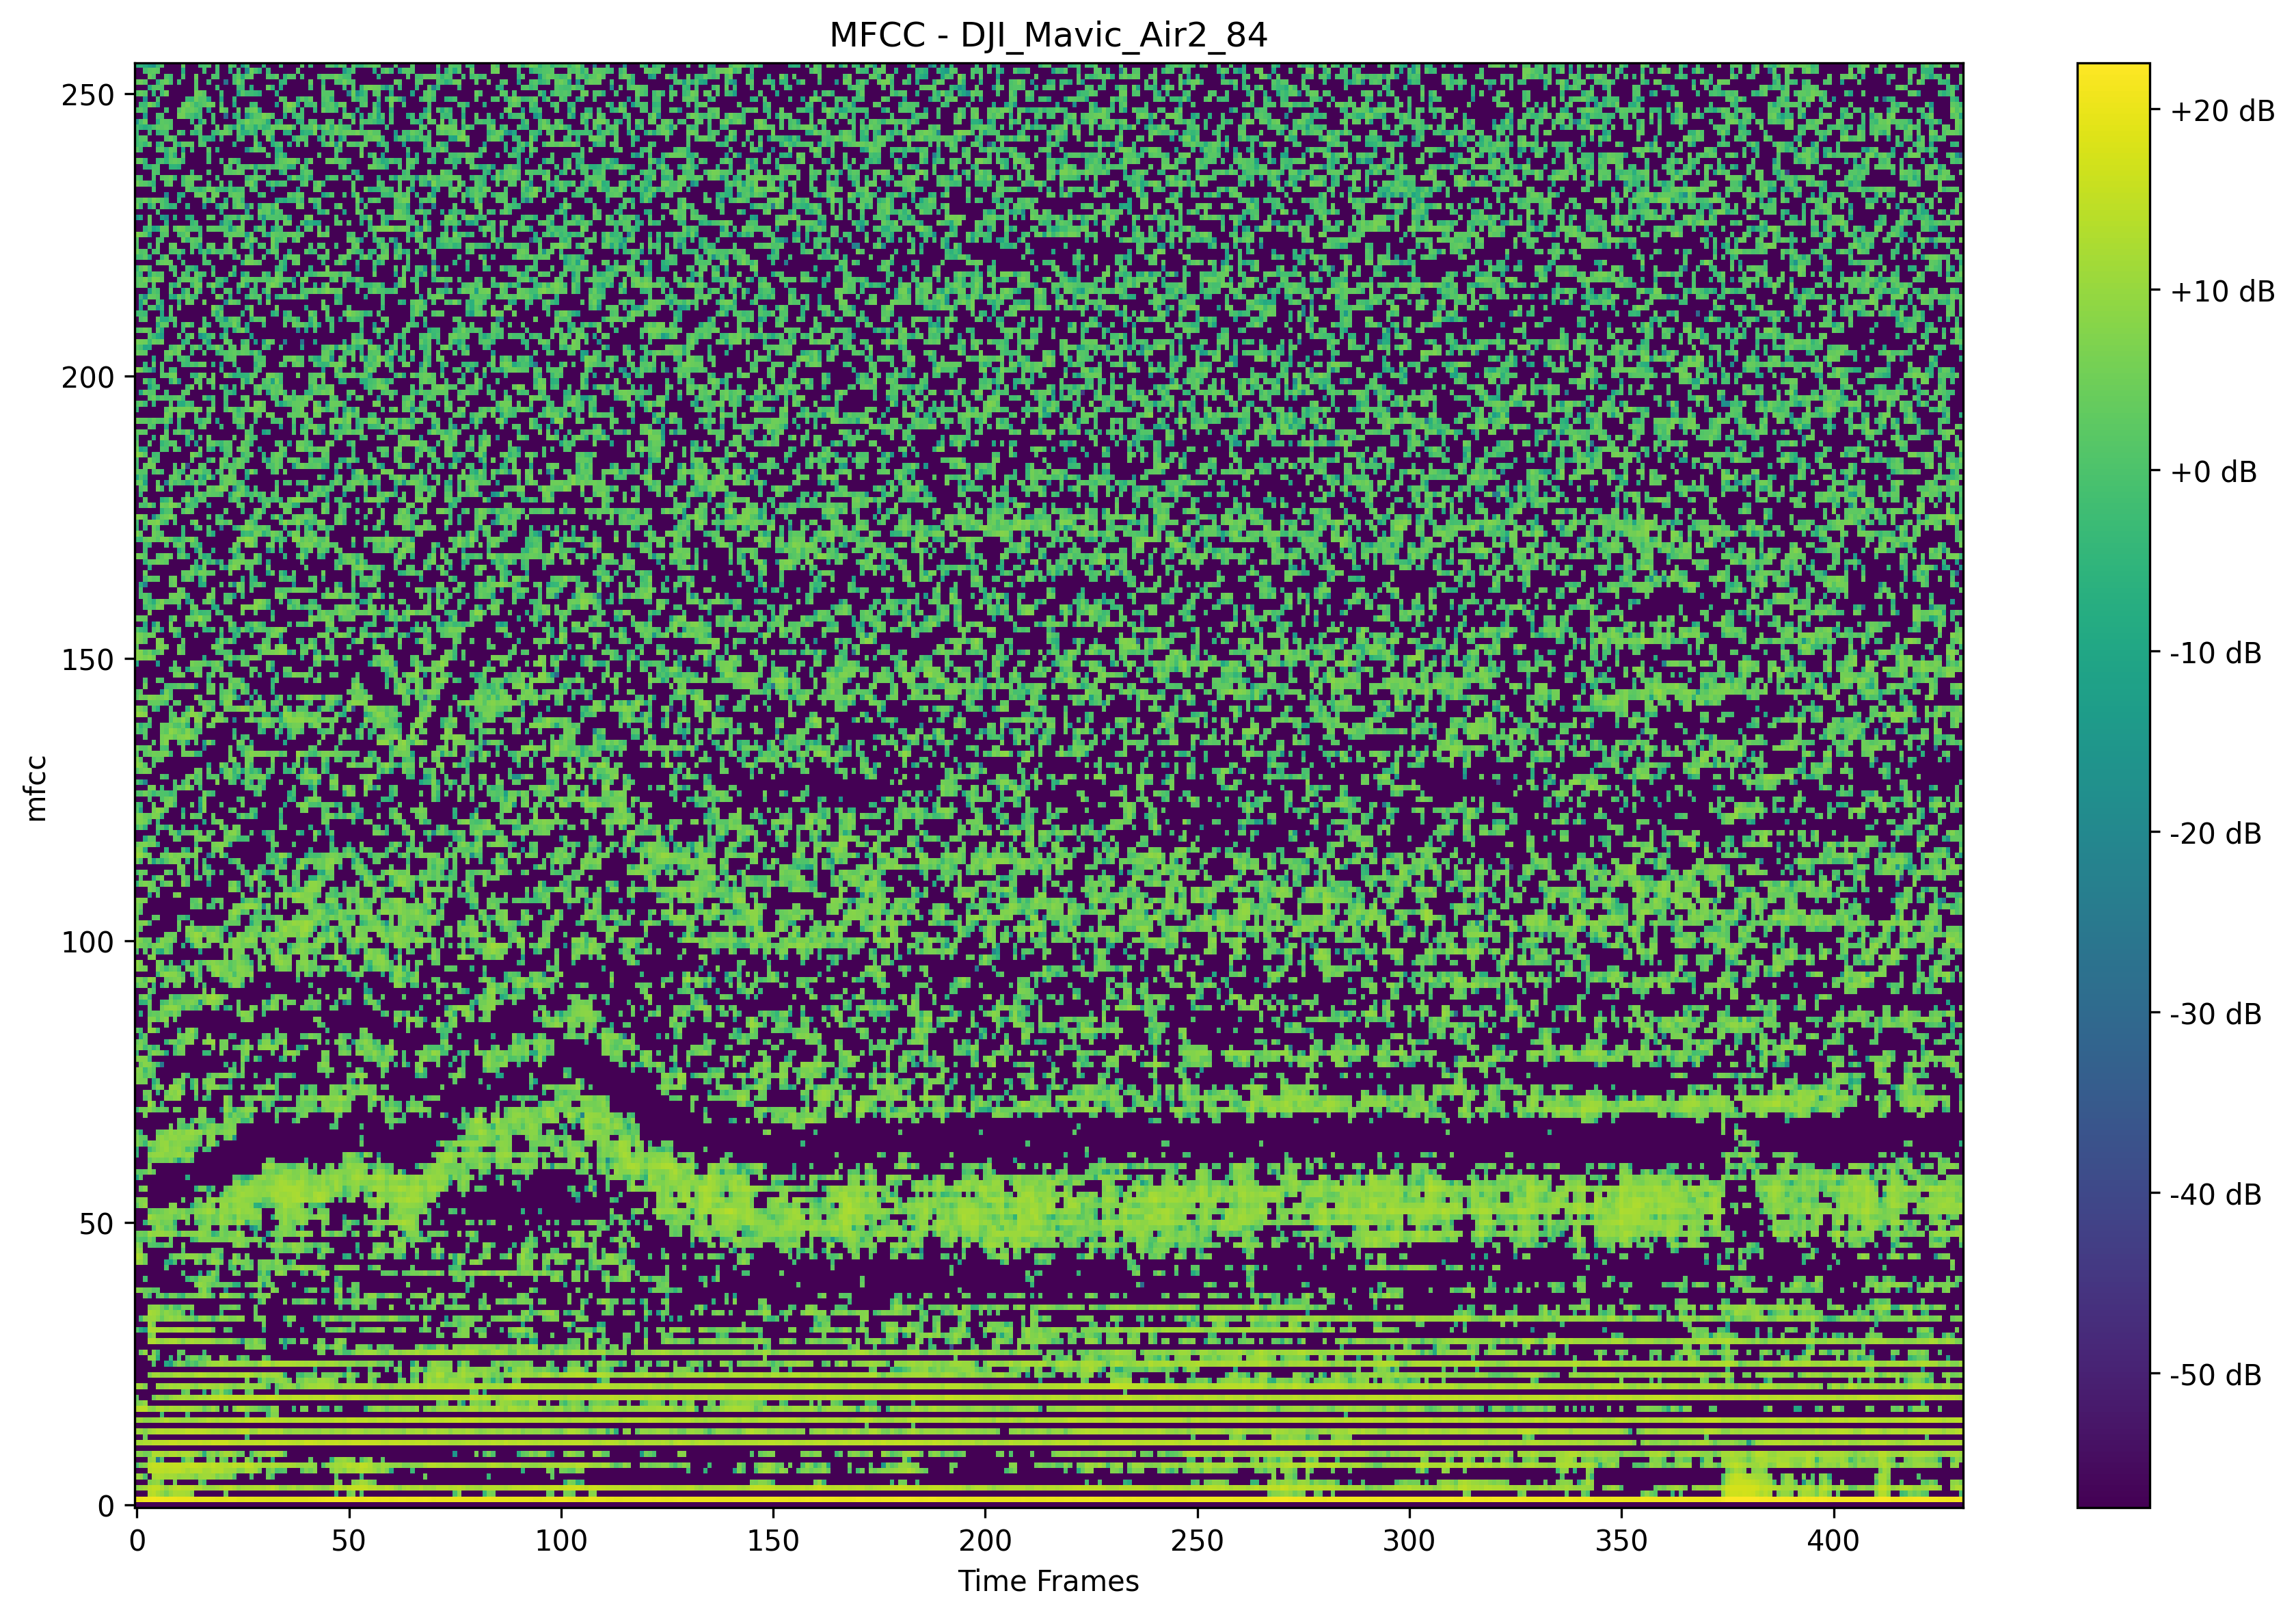 MFCC - DJI_Mavic_Air2_84
250
200
150
100
50
0
mfcc
0 50 100 150 200 250 300 350 400
Time Frames
+20 dB
+10 dB
+0 dB
-10 dB
-20 dB
-30 dB
-40 dB
-50 dB